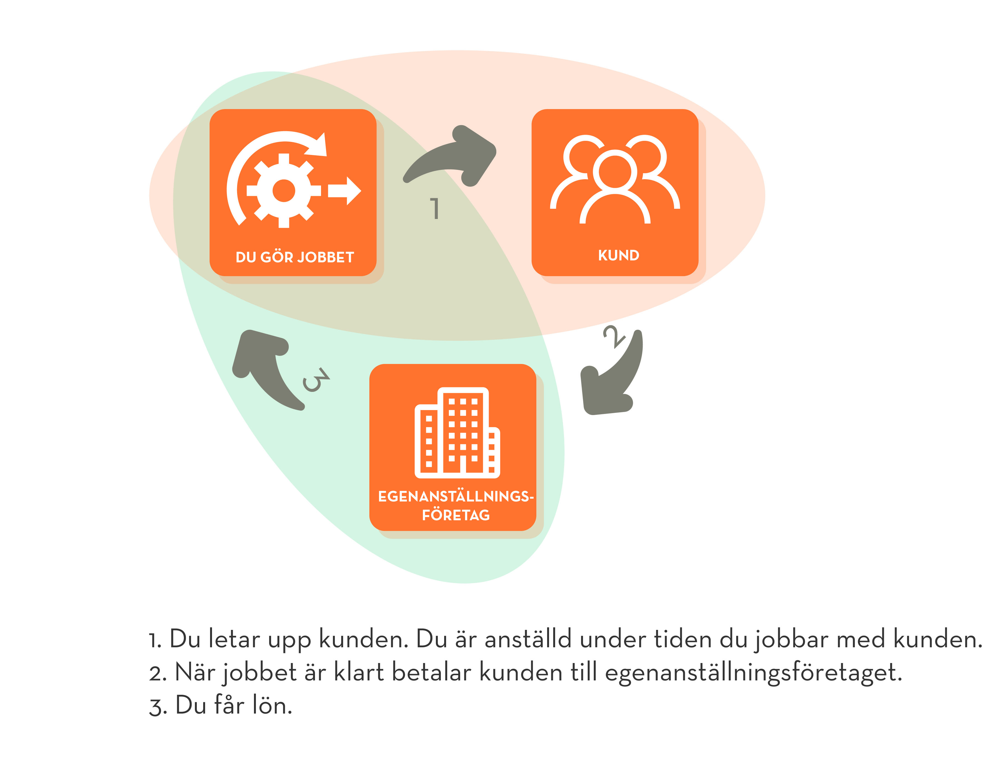 DU GÖR JOBBET
1
KUND
2
3
EGENANSTÄLLNINGS-
FÖRETAG
1. Du letar upp kunden. Du är anställd under tiden du jobbar med kunden.
2. När jobbet är klart betalar kunden till egenanställningsföretaget.
3. Du får lön.